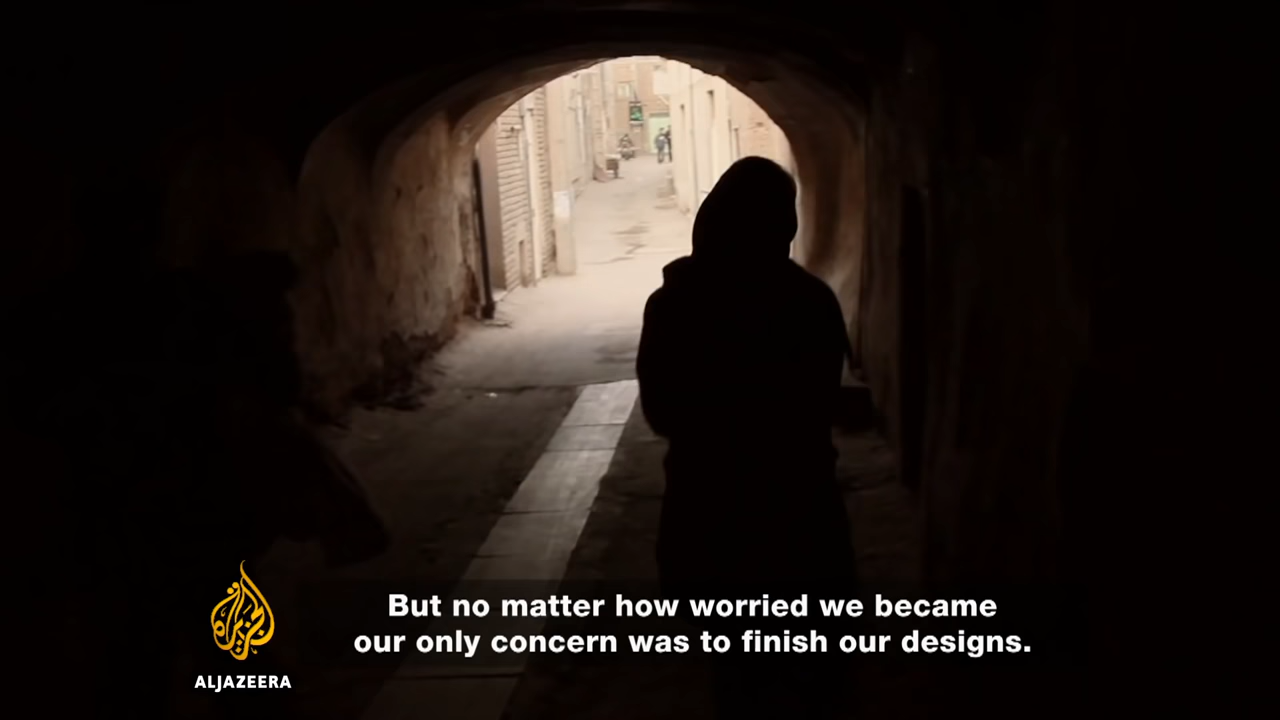 But no matter how worried we became
our only concern was to finish our designs.
الجزيرة
ALJAZEERA